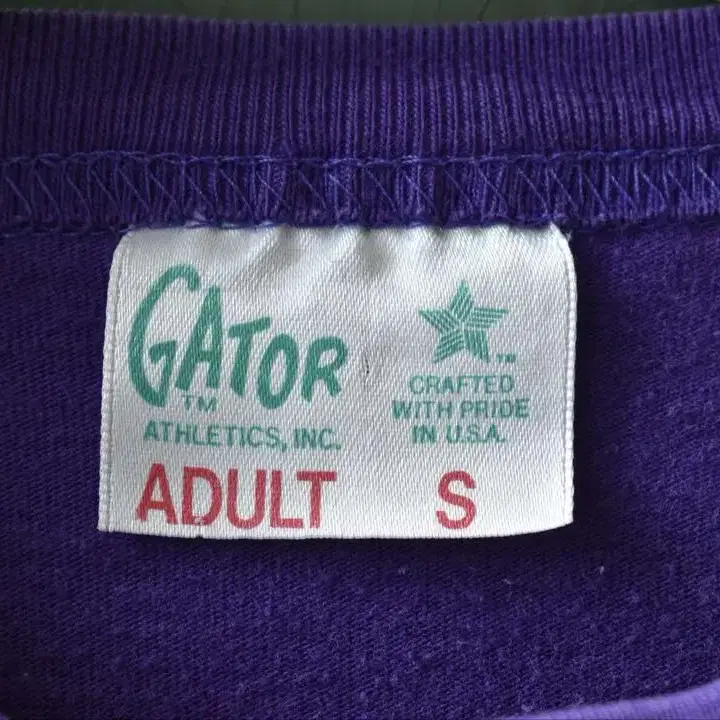 GATOR
TM
ATHLETICS, INC.
TM
CRAFTED
WITH PRIDE
IN U.S.A.
ADULT S